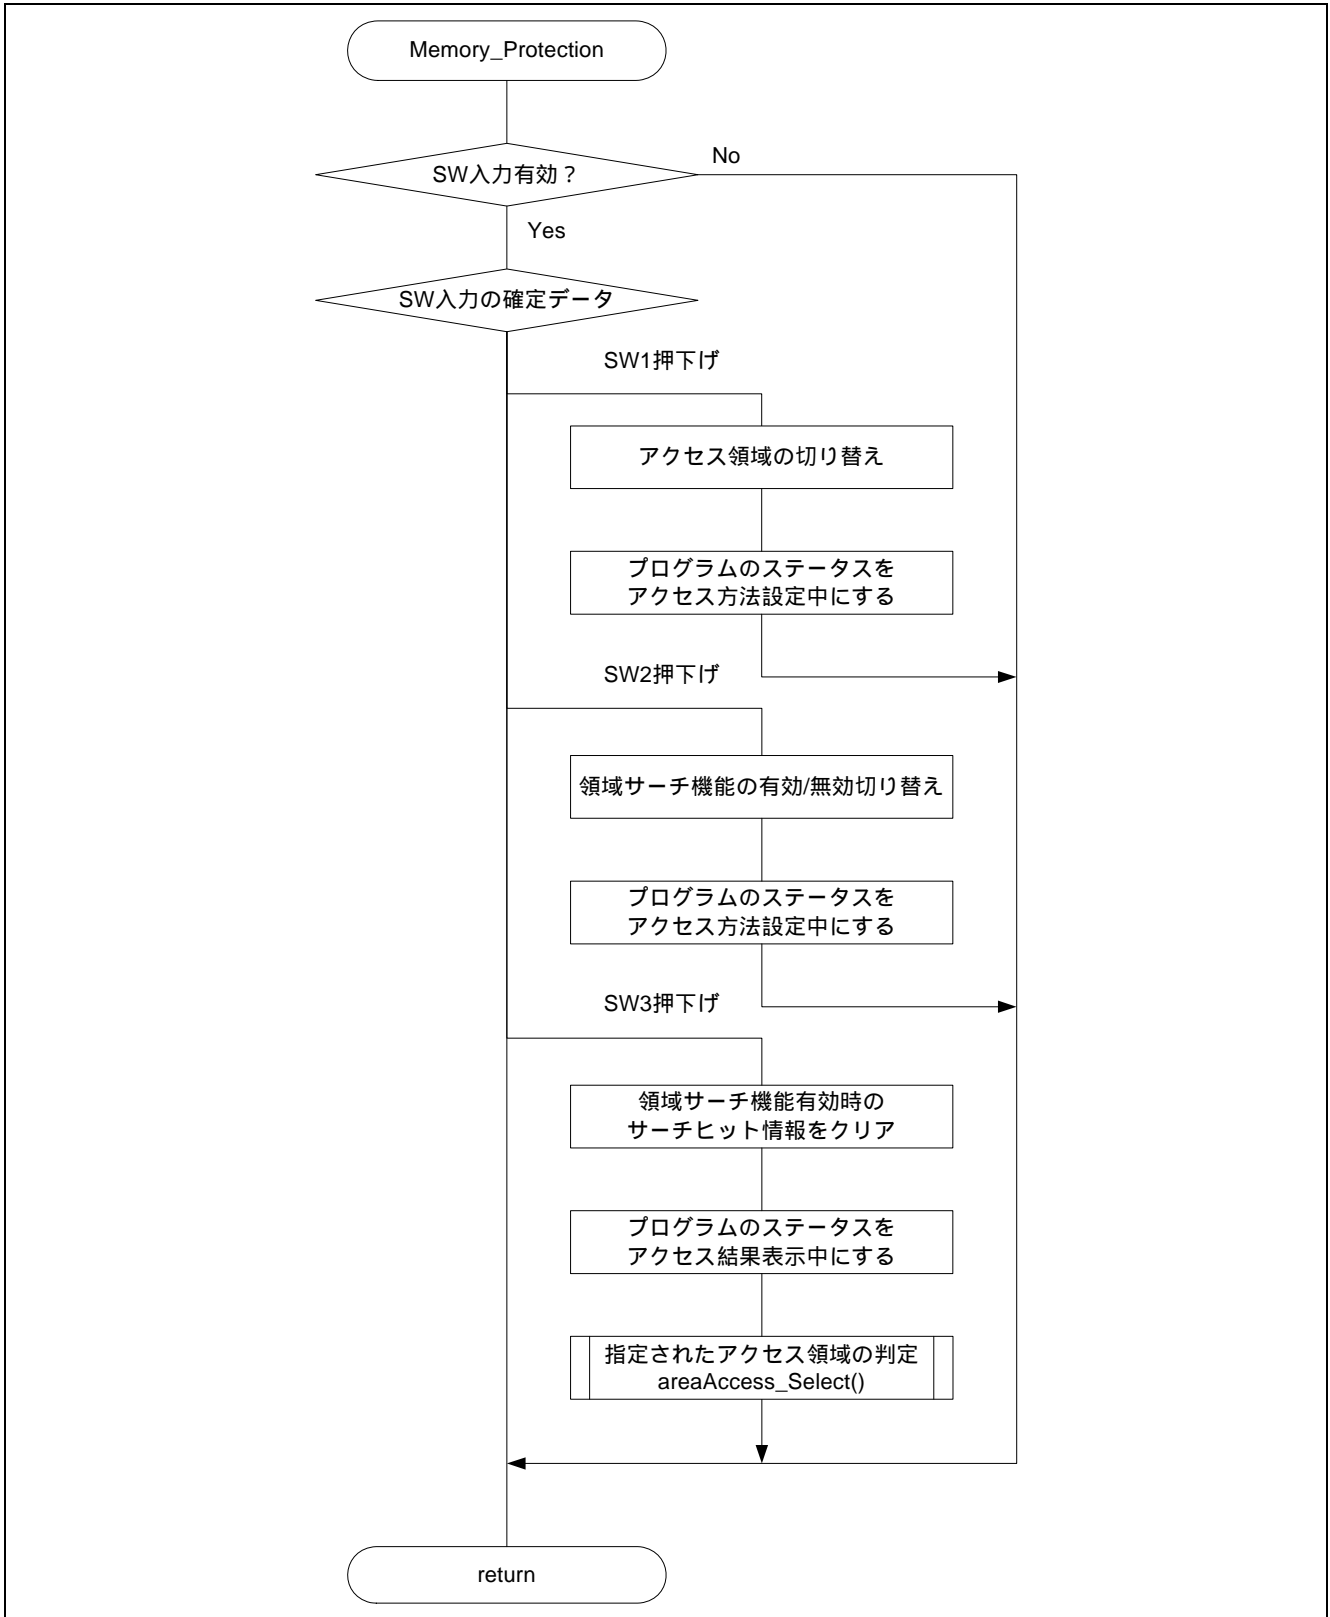 Memory_Protection
SW入力有効？
No
Yes
SW入力の確定データ
SW1押下げ
アクセス領域の切り替え
プログラムのステータスを
アクセス方法設定中にする
SW2押下げ
領域サーチ機能の有効/無効切り替え
プログラムのステータスを
アクセス方法設定中にする
SW3押下げ
領域サーチ機能有効時の
サーチヒット情報をクリア
プログラムのステータスを
アクセス結果表示中にする
指定されたアクセス領域の判定
areaAccess_Select()
return